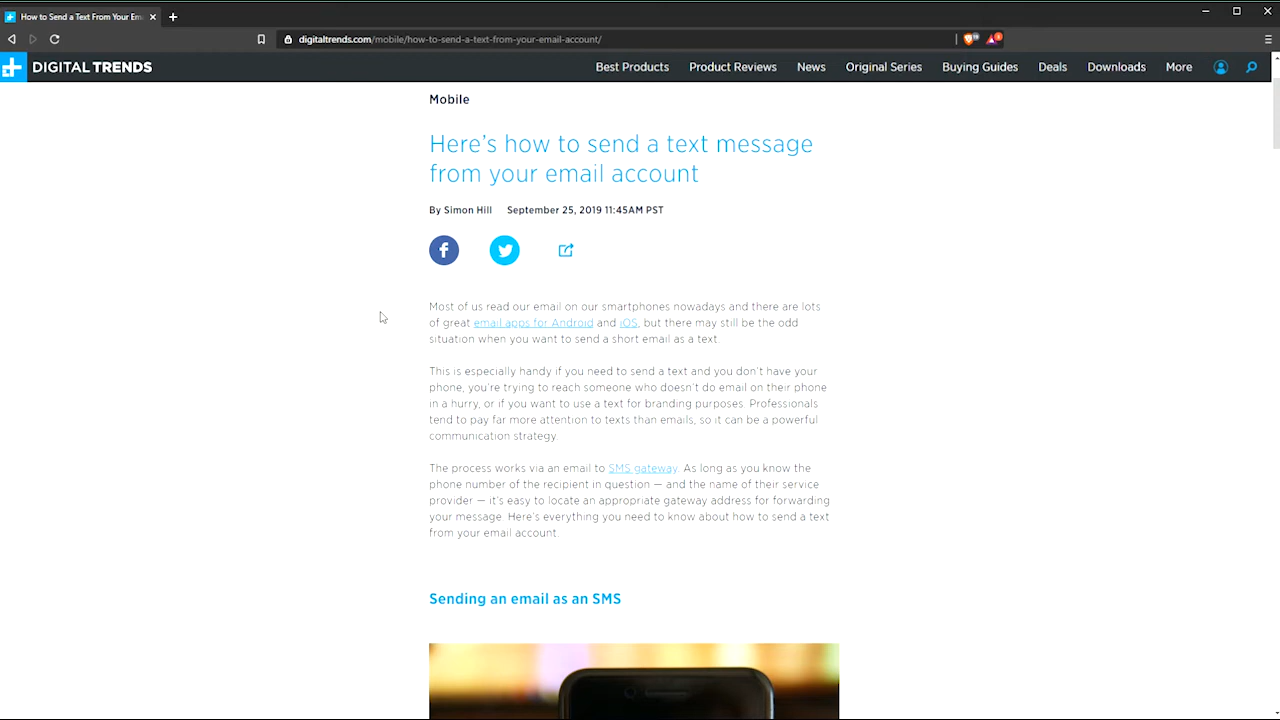 How to Send a Text From Your Ema
digitaltrends.com/mobile/how-to-send-a-text-from-your-email-account/
DIGITAL TRENDS
Best Products Product Reviews News Original Series Buying Guides Deals Downloads More
Mobile
Here's how to send a text message
from your email account
By Simon Hill September 25, 2019 11:45AM PST
Most of us read our email on our smartphones nowadays and there are lots
of great email apps for Android and iOS, but there may still be the odd
situation when you want to send a short email as a text.
This is especially handy if you need to send a text and you don't have your
phone, you're trying to reach someone who doesn't do email on their phone
in a hurry, or if you want to use a text for branding purposes. Professionals
tend to pay far more attention to texts than emails, so it can be a powerful
communication strategy.
The process works via an email to SMS gateway. As long as you know the
phone number of the recipient in question — and the name of their service
provider — it's easy to locate an appropriate gateway address for forwarding
your message. Here's everything you need to know about how to send a text
from your email account.
Sending an email as an SMS